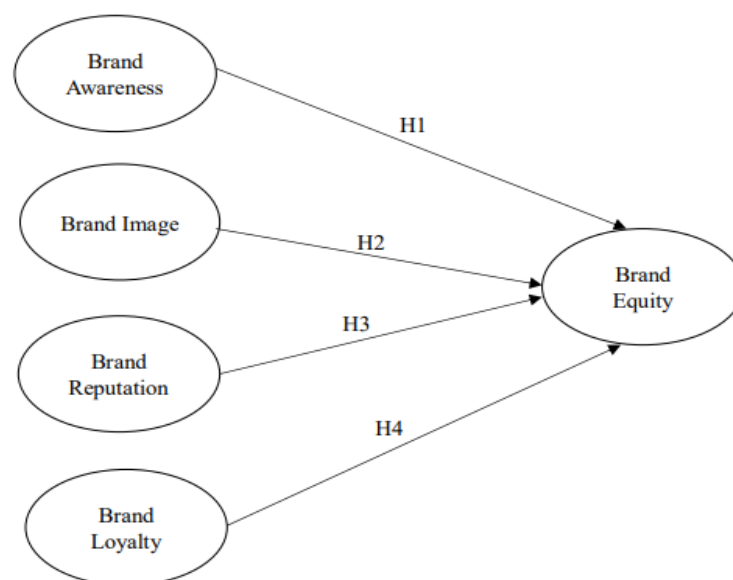 Brand
Awareness
H1
Brand Image
H2
Brand
Equity
H3
Brand
Reputation
H4
Brand
Loyalty